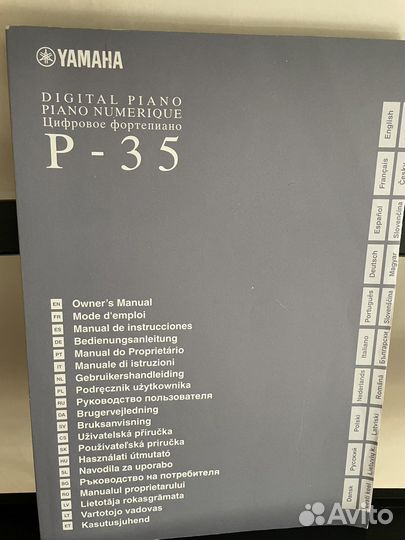 YAMAHA
DIGITAL PIANO
PIANO NUMERIQUE
Цифровое фортепиано
P-35
EN Owner's Manual
FR Mode d'emploi
ES Manual de instrucciones
DE Bedienungsanleitung
PT Manual do Proprietário
IT Manuale di istruzioni
NL Gebruikershandleiding
PL Podręcznik użytkownika
RU Руководство пользователя
DA Brugervejledning
SV Bruksanvisning
CS Uživatelská příručka
SK Používateľská príručka
HU Használati útmutató
SL Navodila za uporabo
BG Ръководство на потребителя
RO Manualul proprietarului
LV Lietotāja rokasgrāmata
LT Vartotojo vadovas
ET Kasutusjuhend
English
Français
Español
Deutsch
Português
Italiano
Nederlands
Polski
Русский
Dansk
Česky
Slovenčina
Magyar
Slovenščina
Български
Română
Latviski
Avito